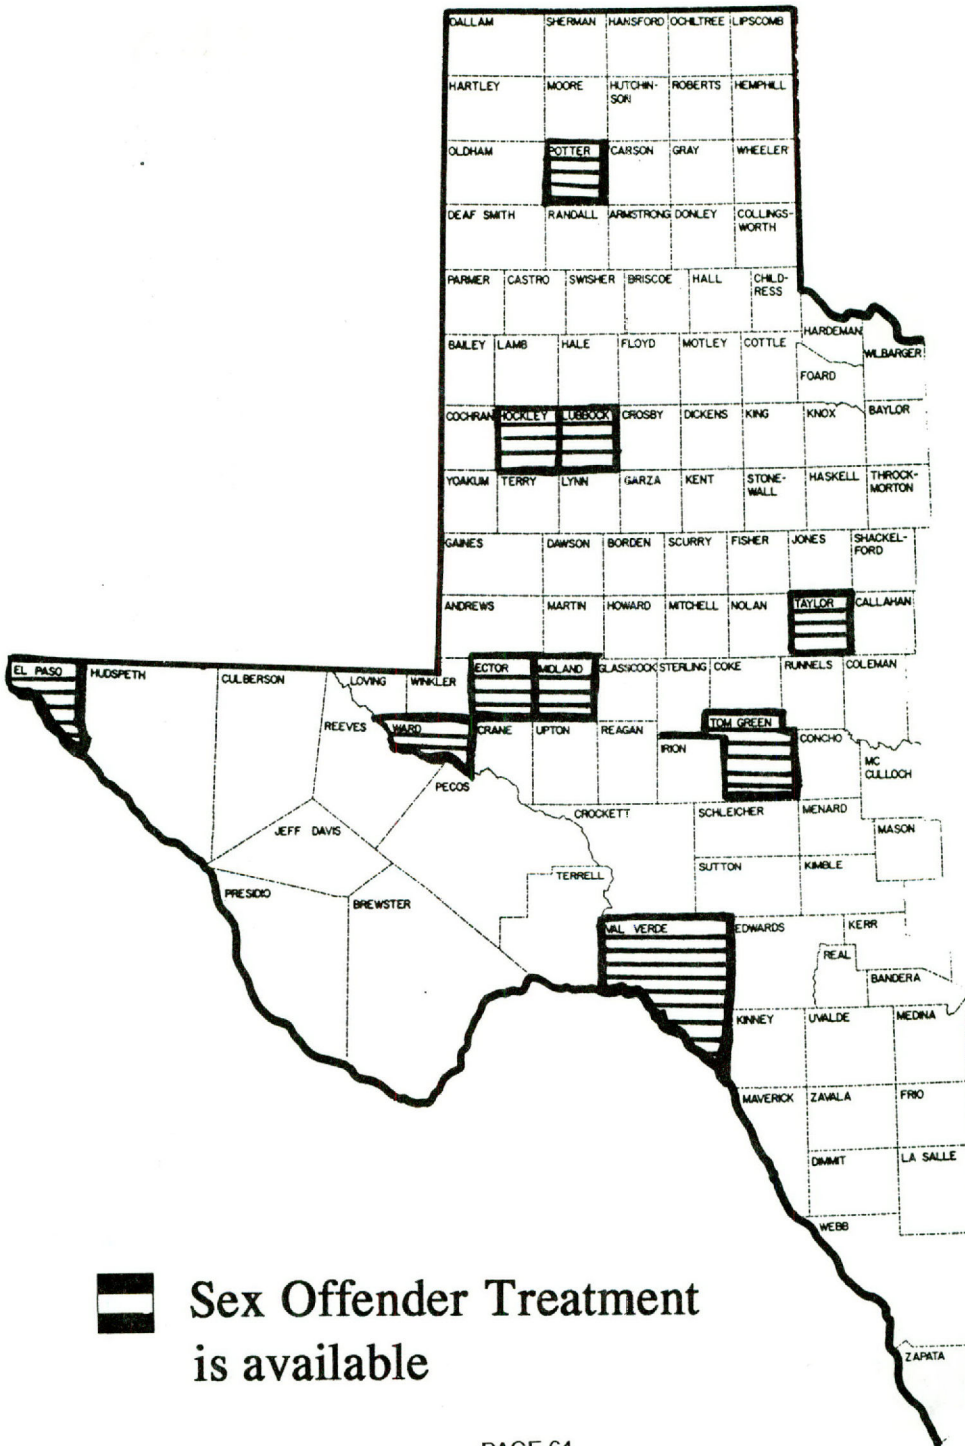 DALLAM SHERMAN HANSFORD OCHILTREE LIPSCOMB
HARTLEY MOORE HUTCHIN- ROBERTS HEMPHILL
SON
OLDHAM POTTER CARSON GRAY WHEELER
DEAF SMITH RANDALL ARMSTRONG DONLEY COLLINGS-
WORTH
PARMER CASTRO SWISHER BRISCOE HALL CHILD-
RESS
HARDEMAN
BAILEY LAMB HALE FLOYD MOTLEY COTTLE WILBARGER
FOARD
COCHRAN HOCKLEY LUBBOCK CROSBY DICKENS KING KNOX BAYLOR
YOAKUM TERRY LYNN GARZA KENT STONE- HASKELL THROCK-
WALL MORTON
GAINES DAWSON BORDEN SCURRY FISHER JONES SHACKEL-
FORD
ANDREWS MARTIN HOWARD MITCHELL NOLAN TAYLOR CALLAHAN
EL PASO HUDSPETH CULBERSON LOVING WINKLER ECTOR MIDLAND GLASSCOCK STERLING COKE RUNNELS COLEMAN
REEVES WARD CRANE UPTON REAGAN IRION TOM GREEN CONCHO MC
CULLOCH
PECOS
JEFF DAVIS CROCKETT SCHLEICHER MENARD MASON
PRESIDIO BREWSTER TERRELL SUTTON KIMBLE
VAL VERDE EDWARDS KERR
REAL
BANDERA
KINNEY UVALDE MEDINA
MAVERICK ZAVALA FRIO
DIMMIT LA SALLE
WEBB
Sex Offender Treatment
is available
ZAPATA
PAGE 64